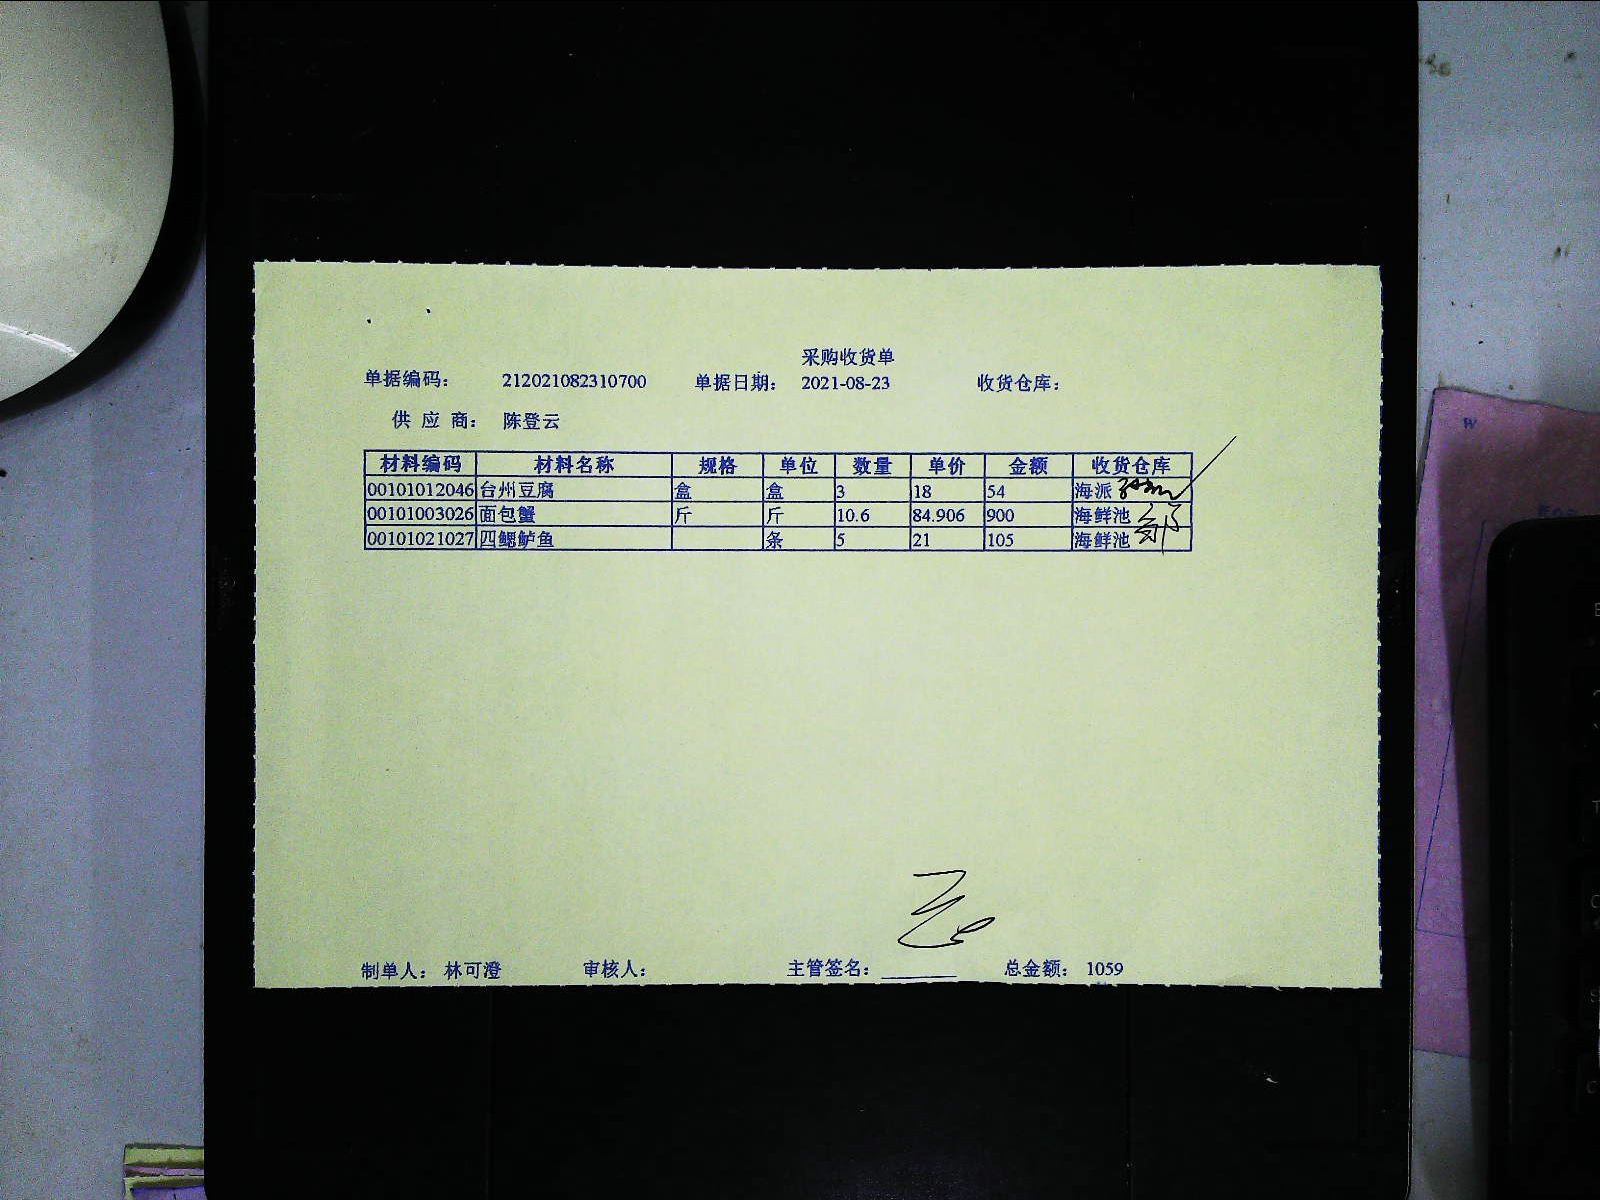 采购收货单
单据编码： 212021082310700 单据日期： 2021-08-23 收货仓库：
供 应 商： 陈登云
材料编码 材料名称 规格 单位 数量 单价 金额 收货仓库
00101012046 台州豆腐 盒 盒 3 18 54 海派
00101003026 面包蟹 斤 斤 10.6 84.906 900 海鲜池
00101021027 四鳃鲈鱼 条 5 21 105 海鲜池
制单人： 林可澄 审核人： 主管签名： 总金额： 1059